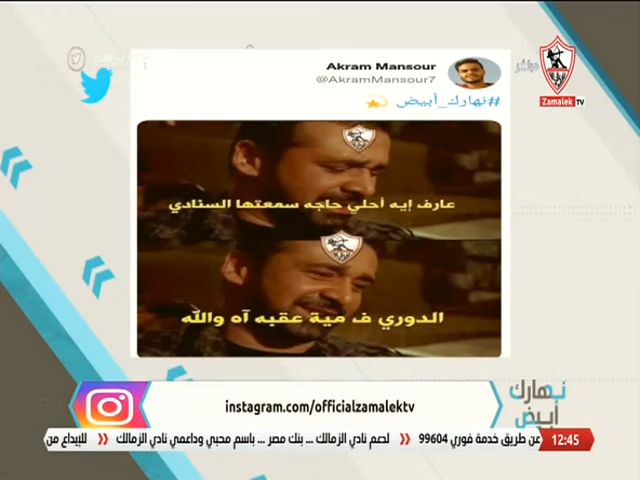 Akram Mansour
@AkramMansour7
#نهارك_أبيض
مباشر
Zamalek TV
عارف إيه أحلي حاجه سمعتها السنادي
الدوري ف مية عقبه آه والله
instagram.com/officialzamalektv
نهارك
أبيض
عن طريق خدمة فوري 99604 » لدعم نادي الزمالك ... بنك مصر ... باسم محبي وداعمي نادي الزمالك » للإيداع من
12:45